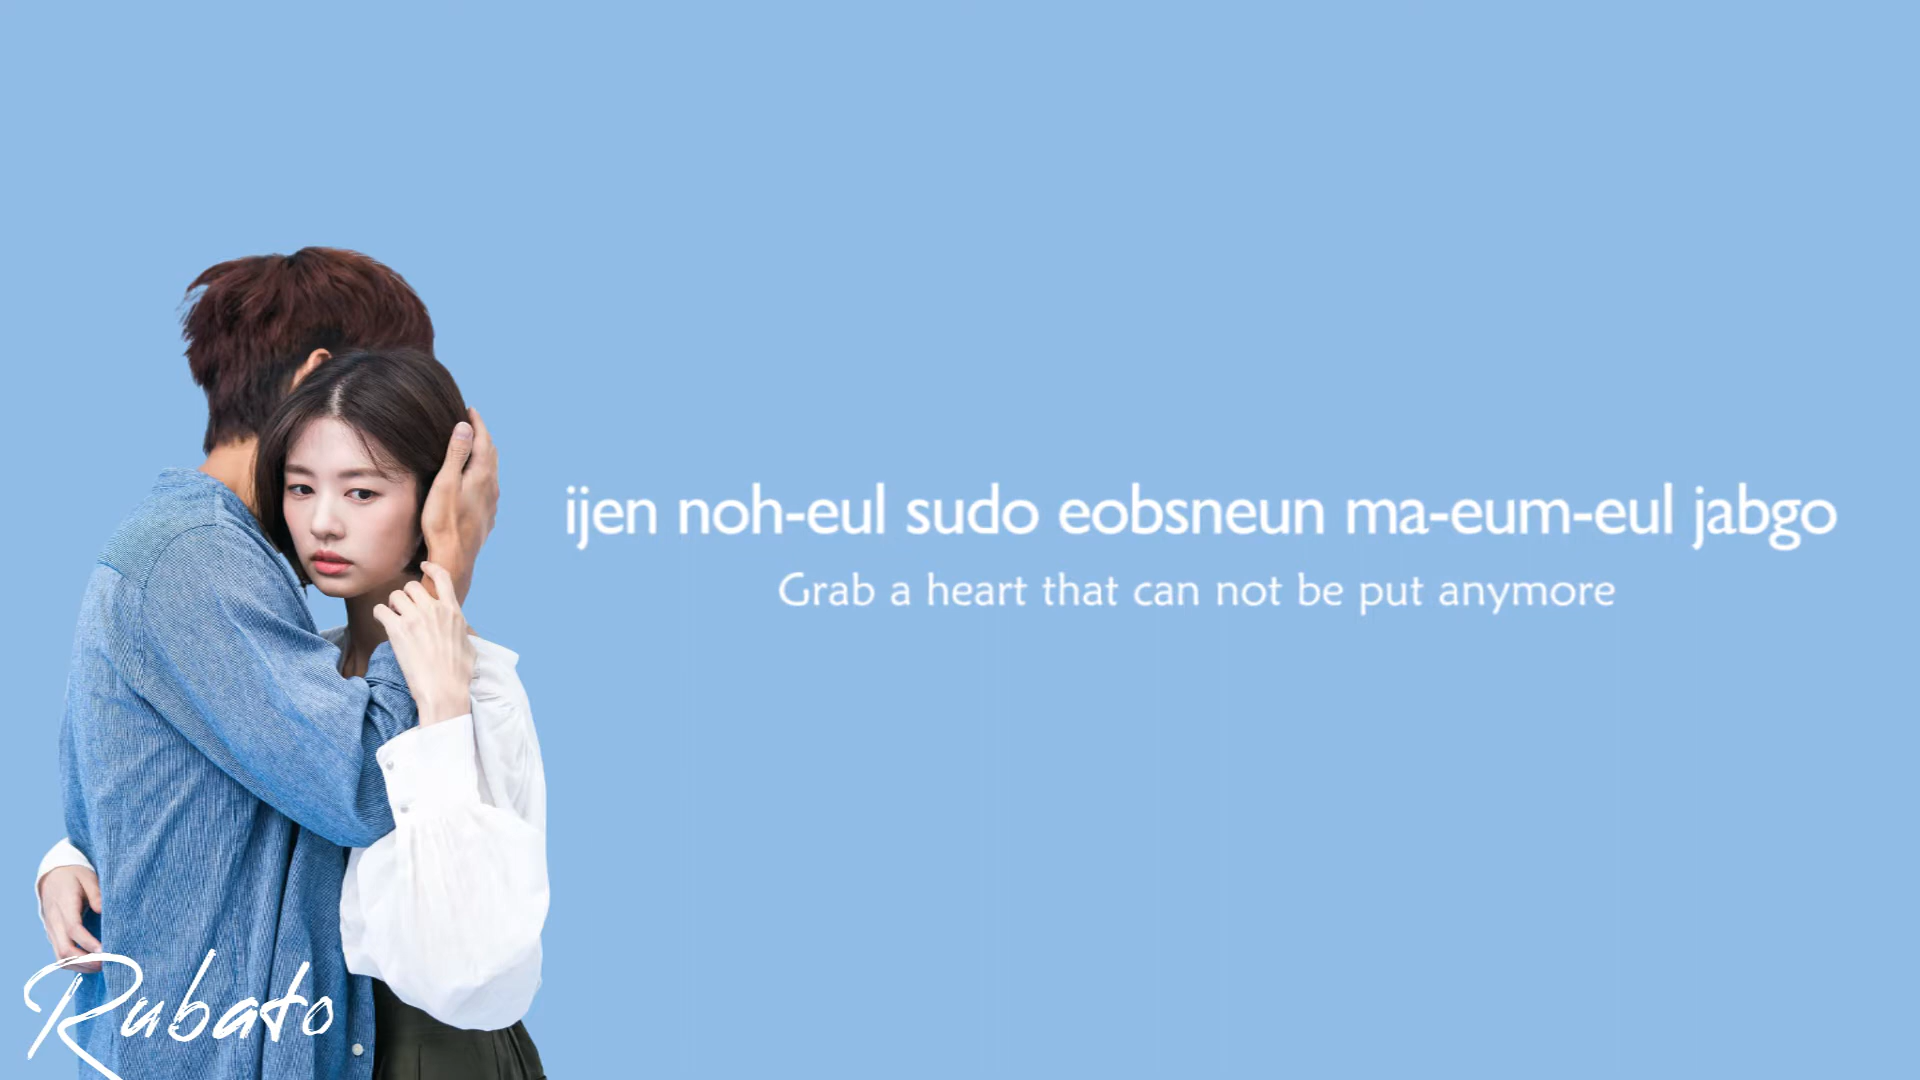 ijen noh-eul sudo eobsneun ma-eum-eul jabgo
Grab a heart that can not be put anymore
Rubato